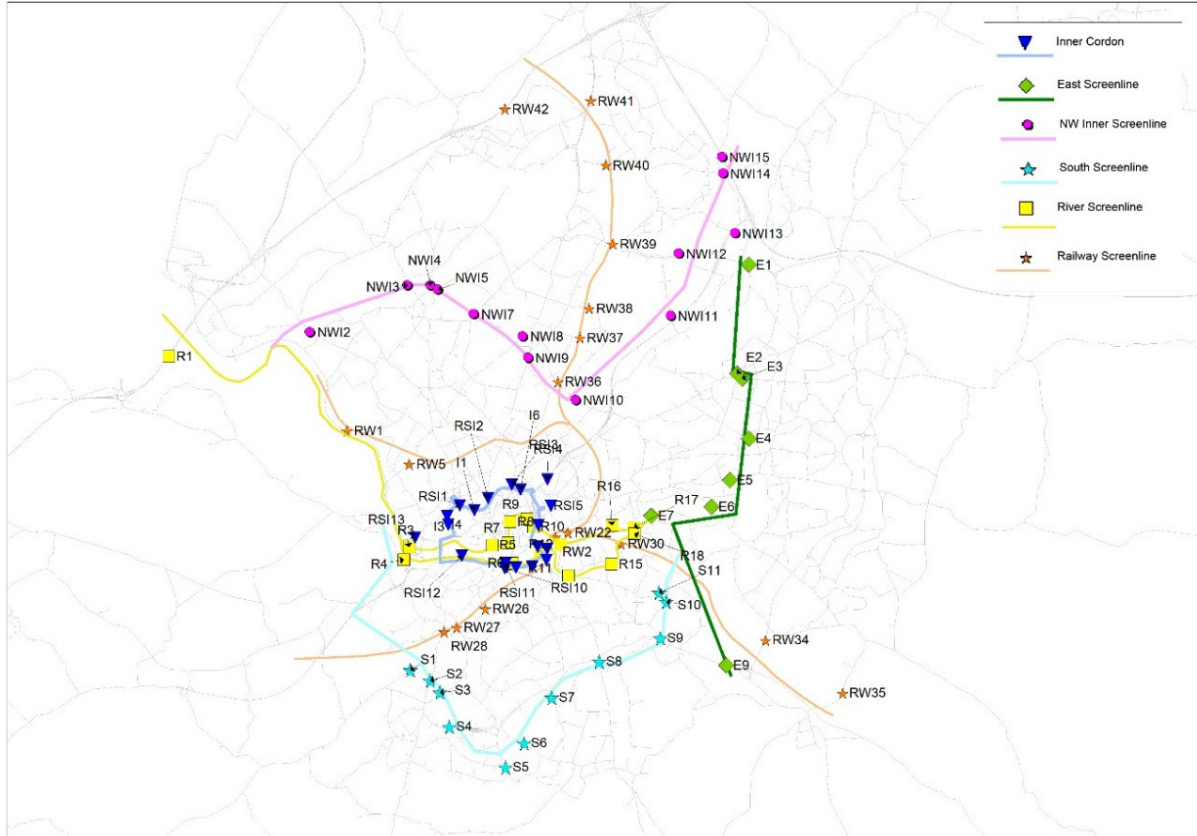 Inner Cordon
East Screenline
NW Inner Screenline
South Screenline
River Screenline
Railway Screenline
RW41
RW42
RW40
NWI15
NWI14
NWI13
RW39
NWI12
NWI4
NWI5
NWI3
E1
RW38
NWI7
NWI11
NWI2
NWI8
RW37
R1
NWI9
E2
E3
RW36
NWI10
I6
RSI2
RW1
E4
RSI3
RSI4
I1
RW5
E5
R16
RSI1
R9
RSI5
R17
E6
E7
RSI13
I3
R3
R7
R10
RW22
R5
RW2
RW30
R18
R4
R15
S11
RSI12
RSI11
RSI10
S10
RW26
RW27
RW28
S9
RW34
S8
E9
S1
S2
S3
RW35
S7
S4
S6
S5